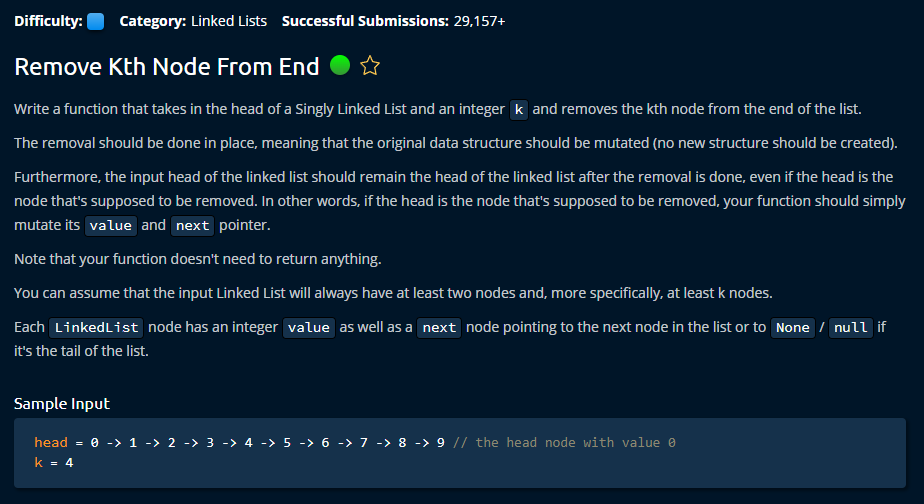 Difficulty: Category: Linked Lists Successful Submissions: 29,157+
Remove Kth Node From End
Write a function that takes in the head of a Singly Linked List and an integer k and removes the kth node from the end of the list.
The removal should be done in place, meaning that the original data structure should be mutated (no new structure should be created).
Furthermore, the input head of the linked list should remain the head of the linked list after the removal is done, even if the head is the
node that's supposed to be removed. In other words, if the head is the node that's supposed to be removed, your function should simply
mutate its value and next pointer.
Note that your function doesn't need to return anything.
You can assume that the input Linked List will always have at least two nodes and, more specifically, at least k nodes.
Each LinkedList node has an integer value as well as a next node pointing to the next node in the list or to None / null if
it's the tail of the list.
Sample Input
head = 0 -> 1 -> 2 -> 3 -> 4 -> 5 -> 6 -> 7 -> 8 -> 9 // the head node with value 0
k = 4